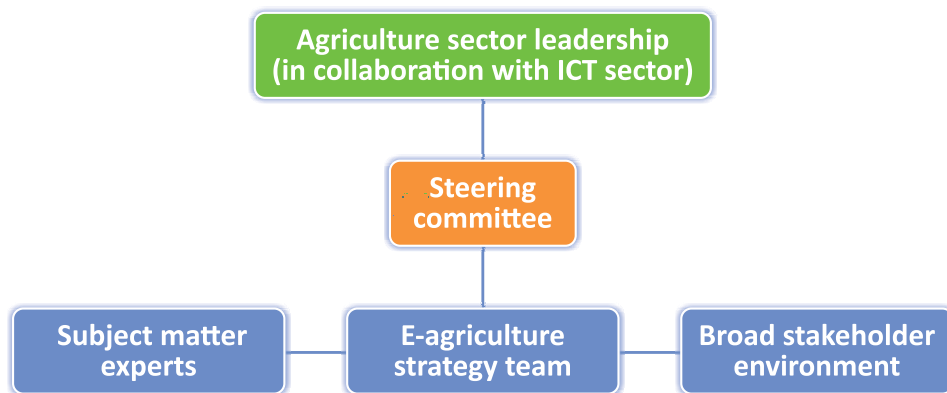 Agriculture sector leadership
(in collaboration with ICT sector)
Steering
committee
Subject matter
experts
E-agriculture
strategy team
Broad stakeholder
environment